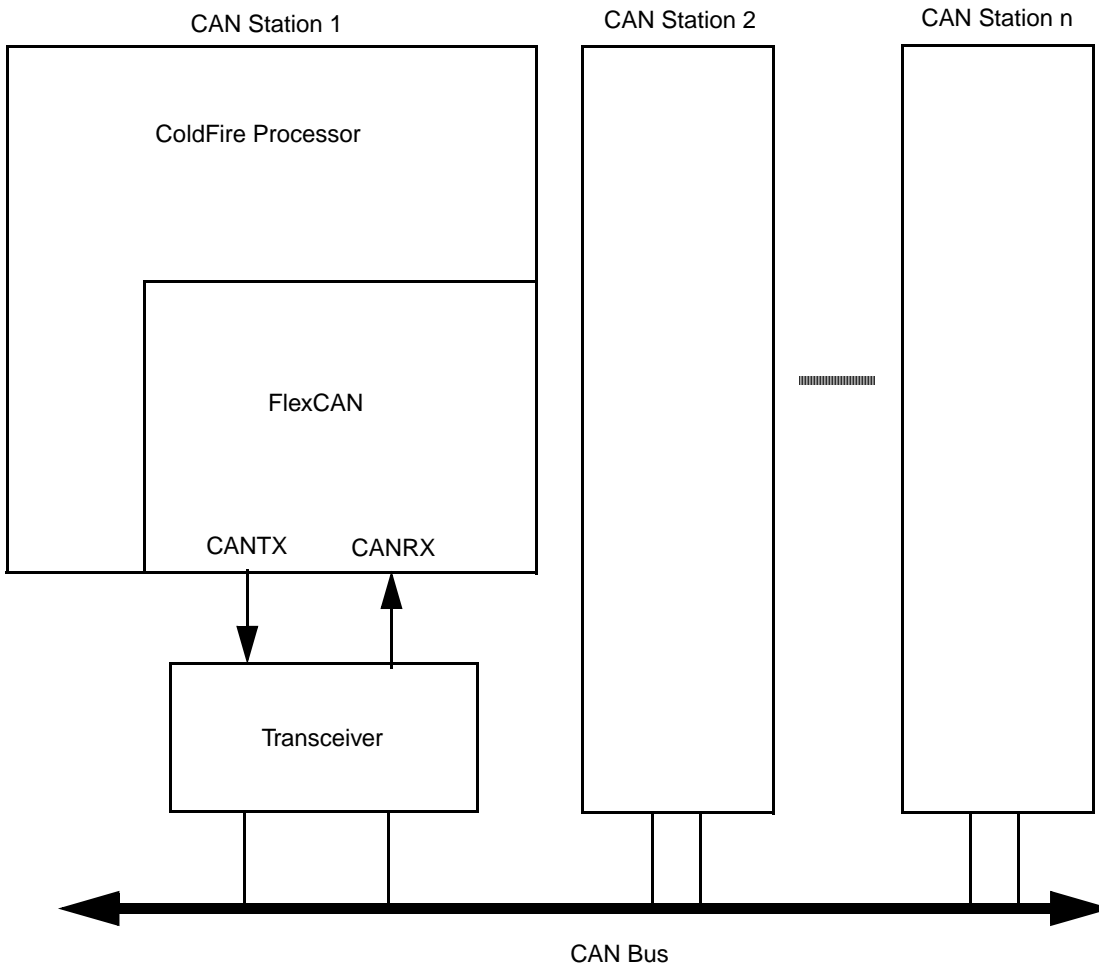 CAN Station 1
CAN Station 2
CAN Station n
ColdFire Processor
FlexCAN
CANTX
CANRX
Transceiver
CAN Bus